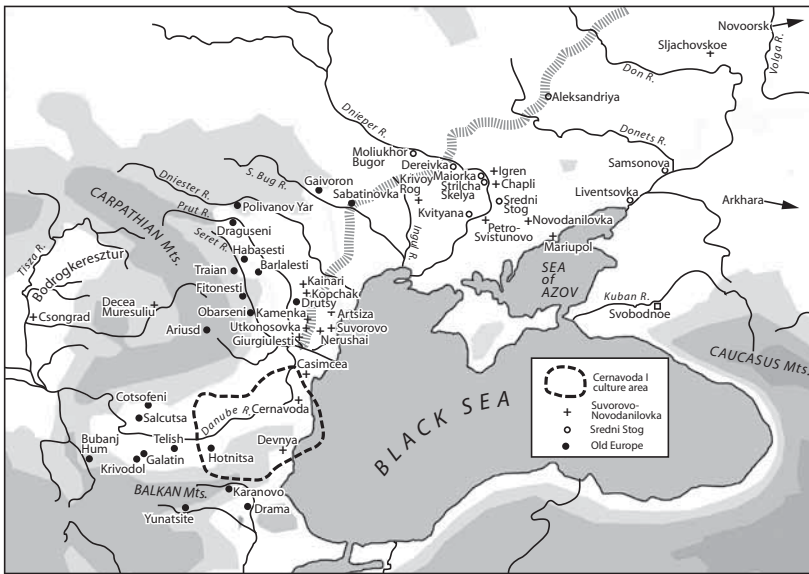 Novoorsk
Volga R.
Sljachovskoe
Don R.
Aleksandriya
Dnieper R.
Donets R.
Moliukhor
Bugor
Dereivka
Igren
Maiorka
Samsonova
S. Bug R.
Gaivoron
Krivoy
Rog
Strilcha
Skelya
Chapli
Dniester R.
Sabatinovka
Sredni
Stog
Liventsovka
Polivanov Yar
Kvityana
Arkhara
CARPATHIAN Mts.
Prut R.
Draguseni
Ingul R.
Petro-
Svistunovo
Novodanilovka
Mariupol
Seret R.
Habasesti
Tisza R.
Bodrogkeresztur
Traian
Barlalesti
Kainari
SEA
of
AZOV
Fitonesti
Kopchak
Drutsy
Kuban R.
Decea
Muresuliu
Csongrad
Obarseni
Kamenka
Artsiza
Svobodnoe
Ariusd
Utkonosovka
Suvorovo
Giurgiulesti
Nerushai
CAUCASUS Mts.
Casimcea
Cernavoda I
culture area
Cotsofeni
Danube R.
Cernavoda
BLACK SEA
Suvorovo-
Novodanilovka
Salcutsa
Sredni Stog
Bubanj
Hum
Telish
Devnya
Old Europe
Krivodol
Galatin
Hotnitsa
BALKAN Mts.
Karanovo
Yunatsite
Drama